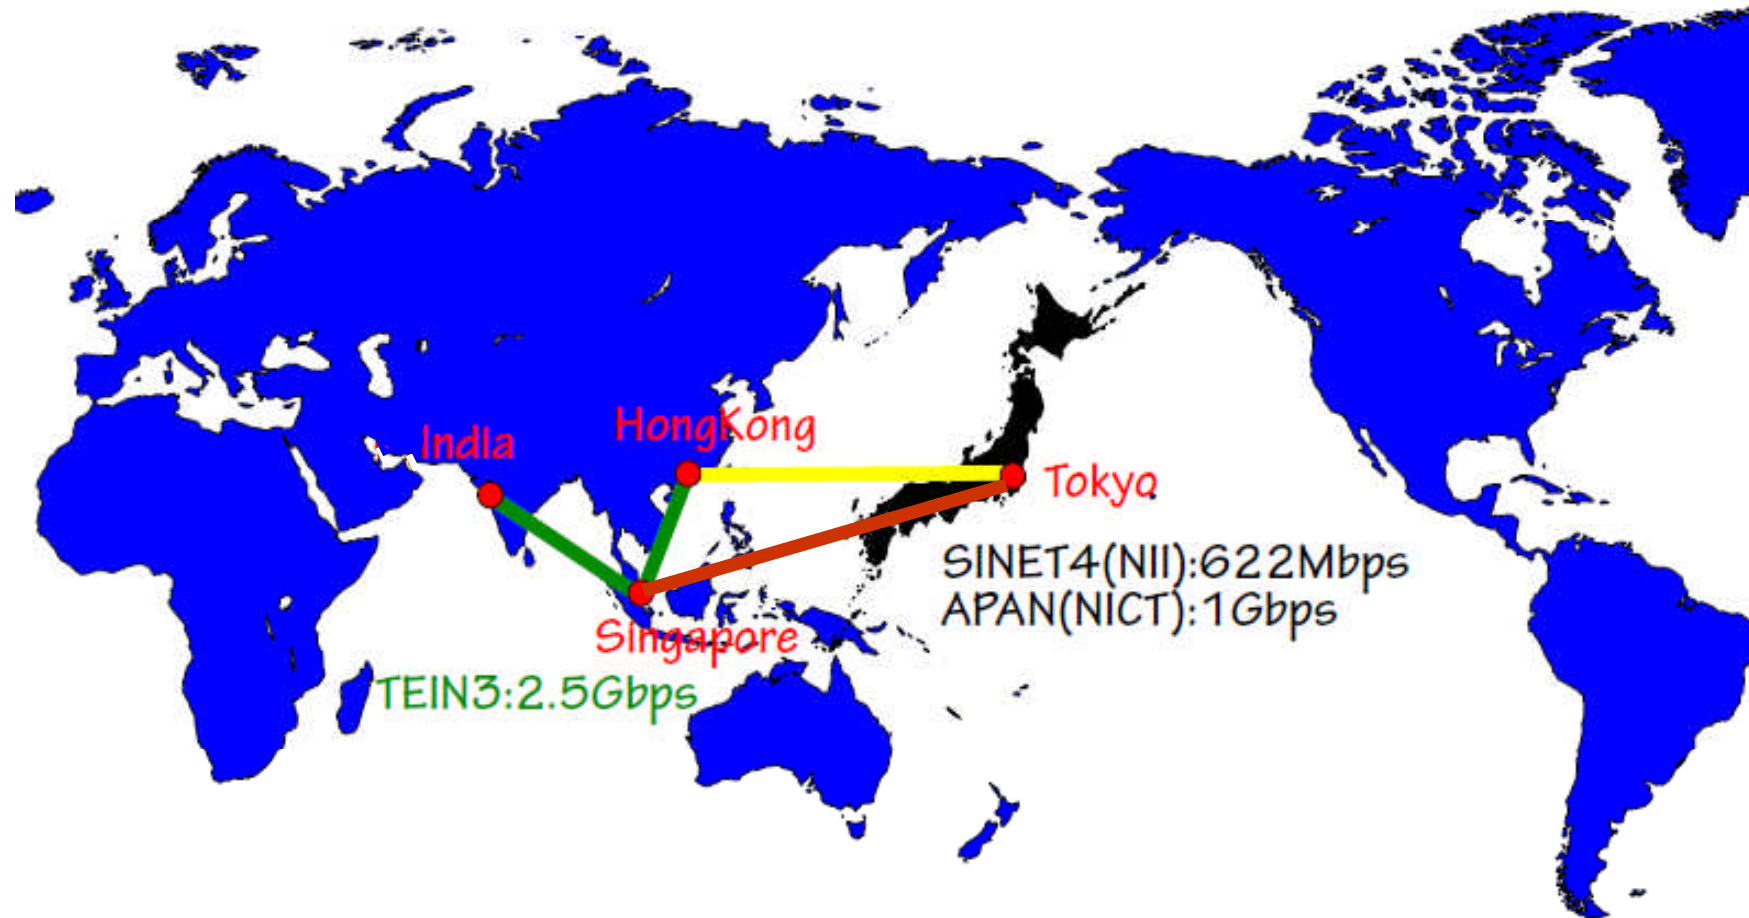 HongKong
India
Tokyo
SINET4(NII):622Mbps
APAN(NICT):1Gbps
Singapore
TEIN3:2.5Gbps